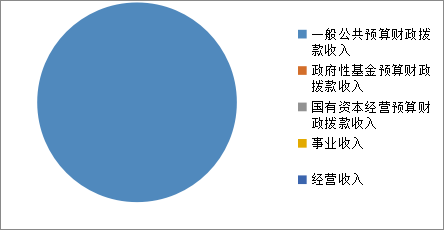 一般公共预算财政拨
款收入
政府性基金预算财政
拨款收入
国有资本经营预算财
政拨款收入
事业收入
经营收入